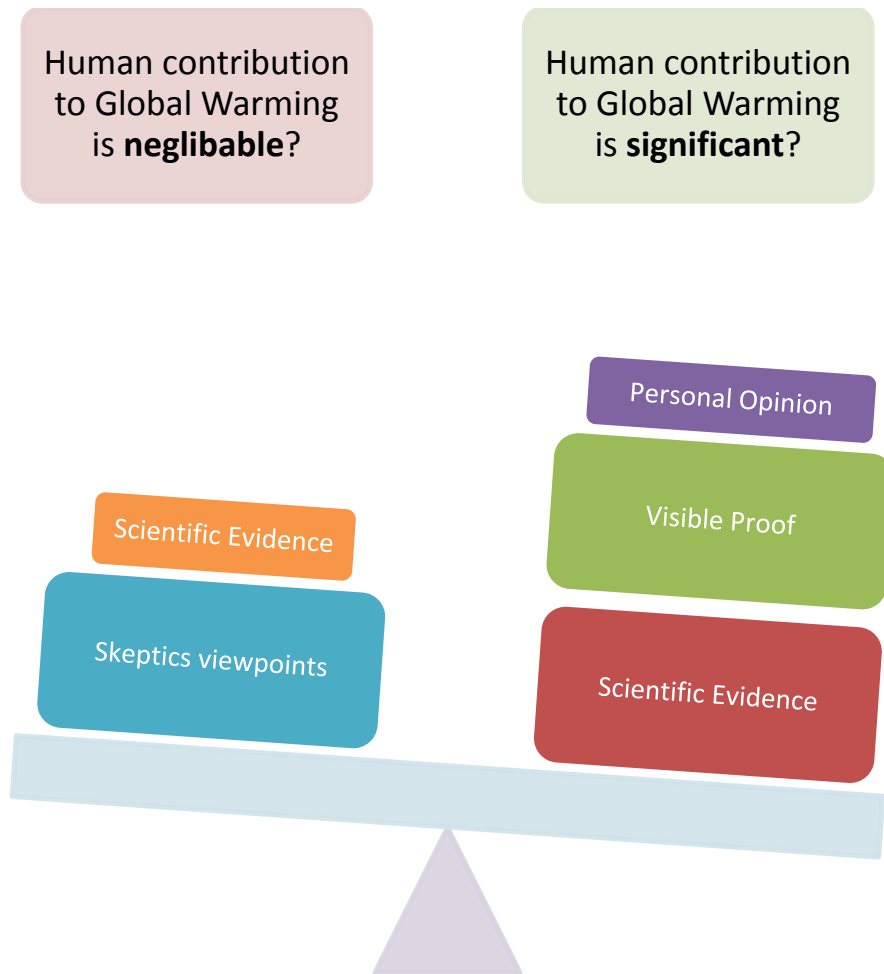 Human contribution
to Global Warming
is neglibable?
Human contribution
to Global Warming
is significant?
Scientific Evidence
Skeptics viewpoints
Personal Opinion
Visible Proof
Scientific Evidence